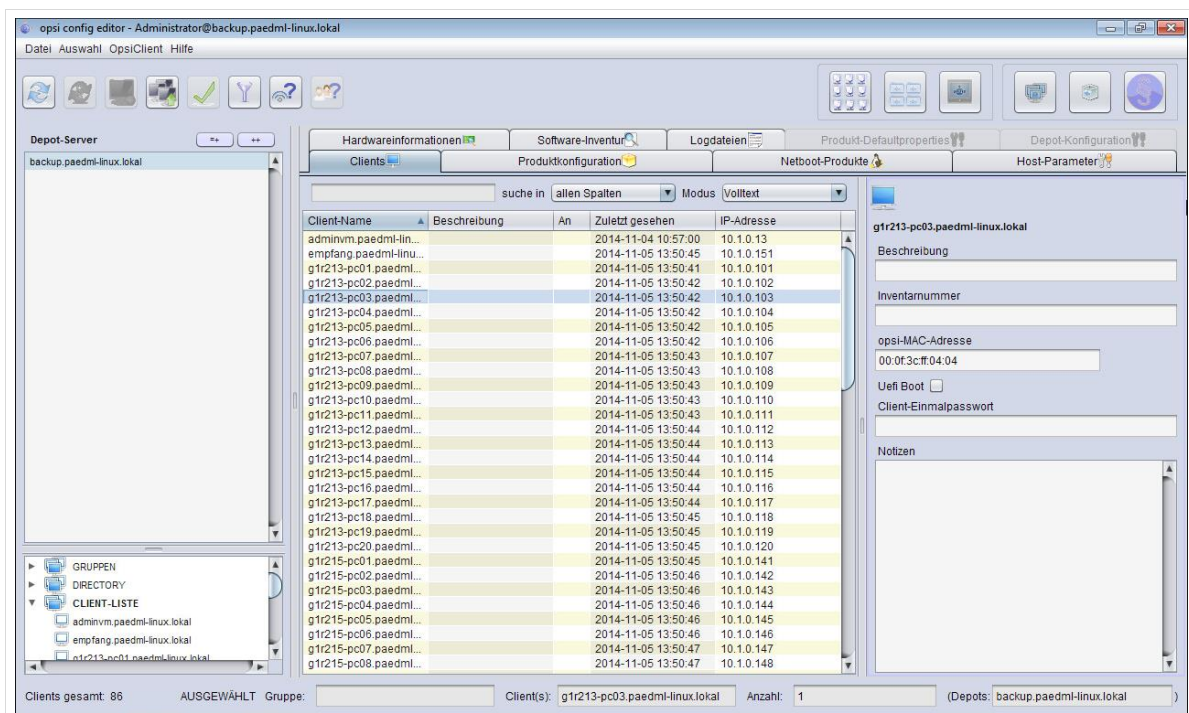 opsi config editor - Administrator@backup.paedml-linux.lokal
Datei Auswahl OpsiClient Hilfe
Depot-Server
backup.paedml-linux.lokal
Hardwareinformationen Software-Inventur Logdateien Produkt-Defaultproperties Depot-Konfiguration
Clients Produktkonfiguration Netboot-Produkte Host-Parameter
suche in allen Spalten Modus Volltext
Client-Name Beschreibung An Zuletzt gesehen IP-Adresse
adminvm.paedml-lin... 2014-11-04 10:57:00 10.1.0.13
empfang.paedml-linu... 2014-11-05 13:50:45 10.1.0.151
g1r213-pc01.paedml... 2014-11-05 13:50:41 10.1.0.101
g1r213-pc02.paedml... 2014-11-05 13:50:42 10.1.0.102
g1r213-pc03.paedml... 2014-11-05 13:50:42 10.1.0.103
g1r213-pc04.paedml... 2014-11-05 13:50:42 10.1.0.104
g1r213-pc05.paedml... 2014-11-05 13:50:42 10.1.0.105
g1r213-pc06.paedml... 2014-11-05 13:50:42 10.1.0.106
g1r213-pc07.paedml... 2014-11-05 13:50:43 10.1.0.107
g1r213-pc08.paedml... 2014-11-05 13:50:43 10.1.0.108
g1r213-pc09.paedml... 2014-11-05 13:50:43 10.1.0.109
g1r213-pc10.paedml... 2014-11-05 13:50:43 10.1.0.110
g1r213-pc11.paedml... 2014-11-05 13:50:43 10.1.0.111
g1r213-pc12.paedml... 2014-11-05 13:50:44 10.1.0.112
g1r213-pc13.paedml... 2014-11-05 13:50:44 10.1.0.113
g1r213-pc14.paedml... 2014-11-05 13:50:44 10.1.0.114
g1r213-pc15.paedml... 2014-11-05 13:50:44 10.1.0.115
g1r213-pc16.paedml... 2014-11-05 13:50:44 10.1.0.116
g1r213-pc17.paedml... 2014-11-05 13:50:44 10.1.0.117
g1r213-pc18.paedml... 2014-11-05 13:50:45 10.1.0.118
g1r213-pc19.paedml... 2014-11-05 13:50:45 10.1.0.119
g1r213-pc20.paedml... 2014-11-05 13:50:45 10.1.0.120
g1r215-pc01.paedml... 2014-11-05 13:50:45 10.1.0.141
g1r215-pc02.paedml... 2014-11-05 13:50:46 10.1.0.142
g1r215-pc03.paedml... 2014-11-05 13:50:46 10.1.0.143
g1r215-pc04.paedml... 2014-11-05 13:50:46 10.1.0.144
g1r215-pc05.paedml... 2014-11-05 13:50:46 10.1.0.145
g1r215-pc06.paedml... 2014-11-05 13:50:46 10.1.0.146
g1r215-pc07.paedml... 2014-11-05 13:50:47 10.1.0.147
g1r215-pc08.paedml... 2014-11-05 13:50:47 10.1.0.148
g1r213-pc03.paedml-linux.lokal
Beschreibung
Inventarnummer
opsi-MAC-Adresse
00:0f:3c:ff:04:04
Uefi Boot
Client-Einmalpasswort
Notizen
GRUPPEN
DIRECTORY
CLIENT-LISTE
adminvm.paedml-linux.lokal
empfang.paedml-linux.lokal
g1r213-pc01.paedml-linux.lokal
Clients gesamt: 86 AUSGEWÄHLT Gruppe: Client(s): g1r213-pc03.paedml-linux.lokal Anzahl: 1 (Depots: backup.paedml-linux.lokal )